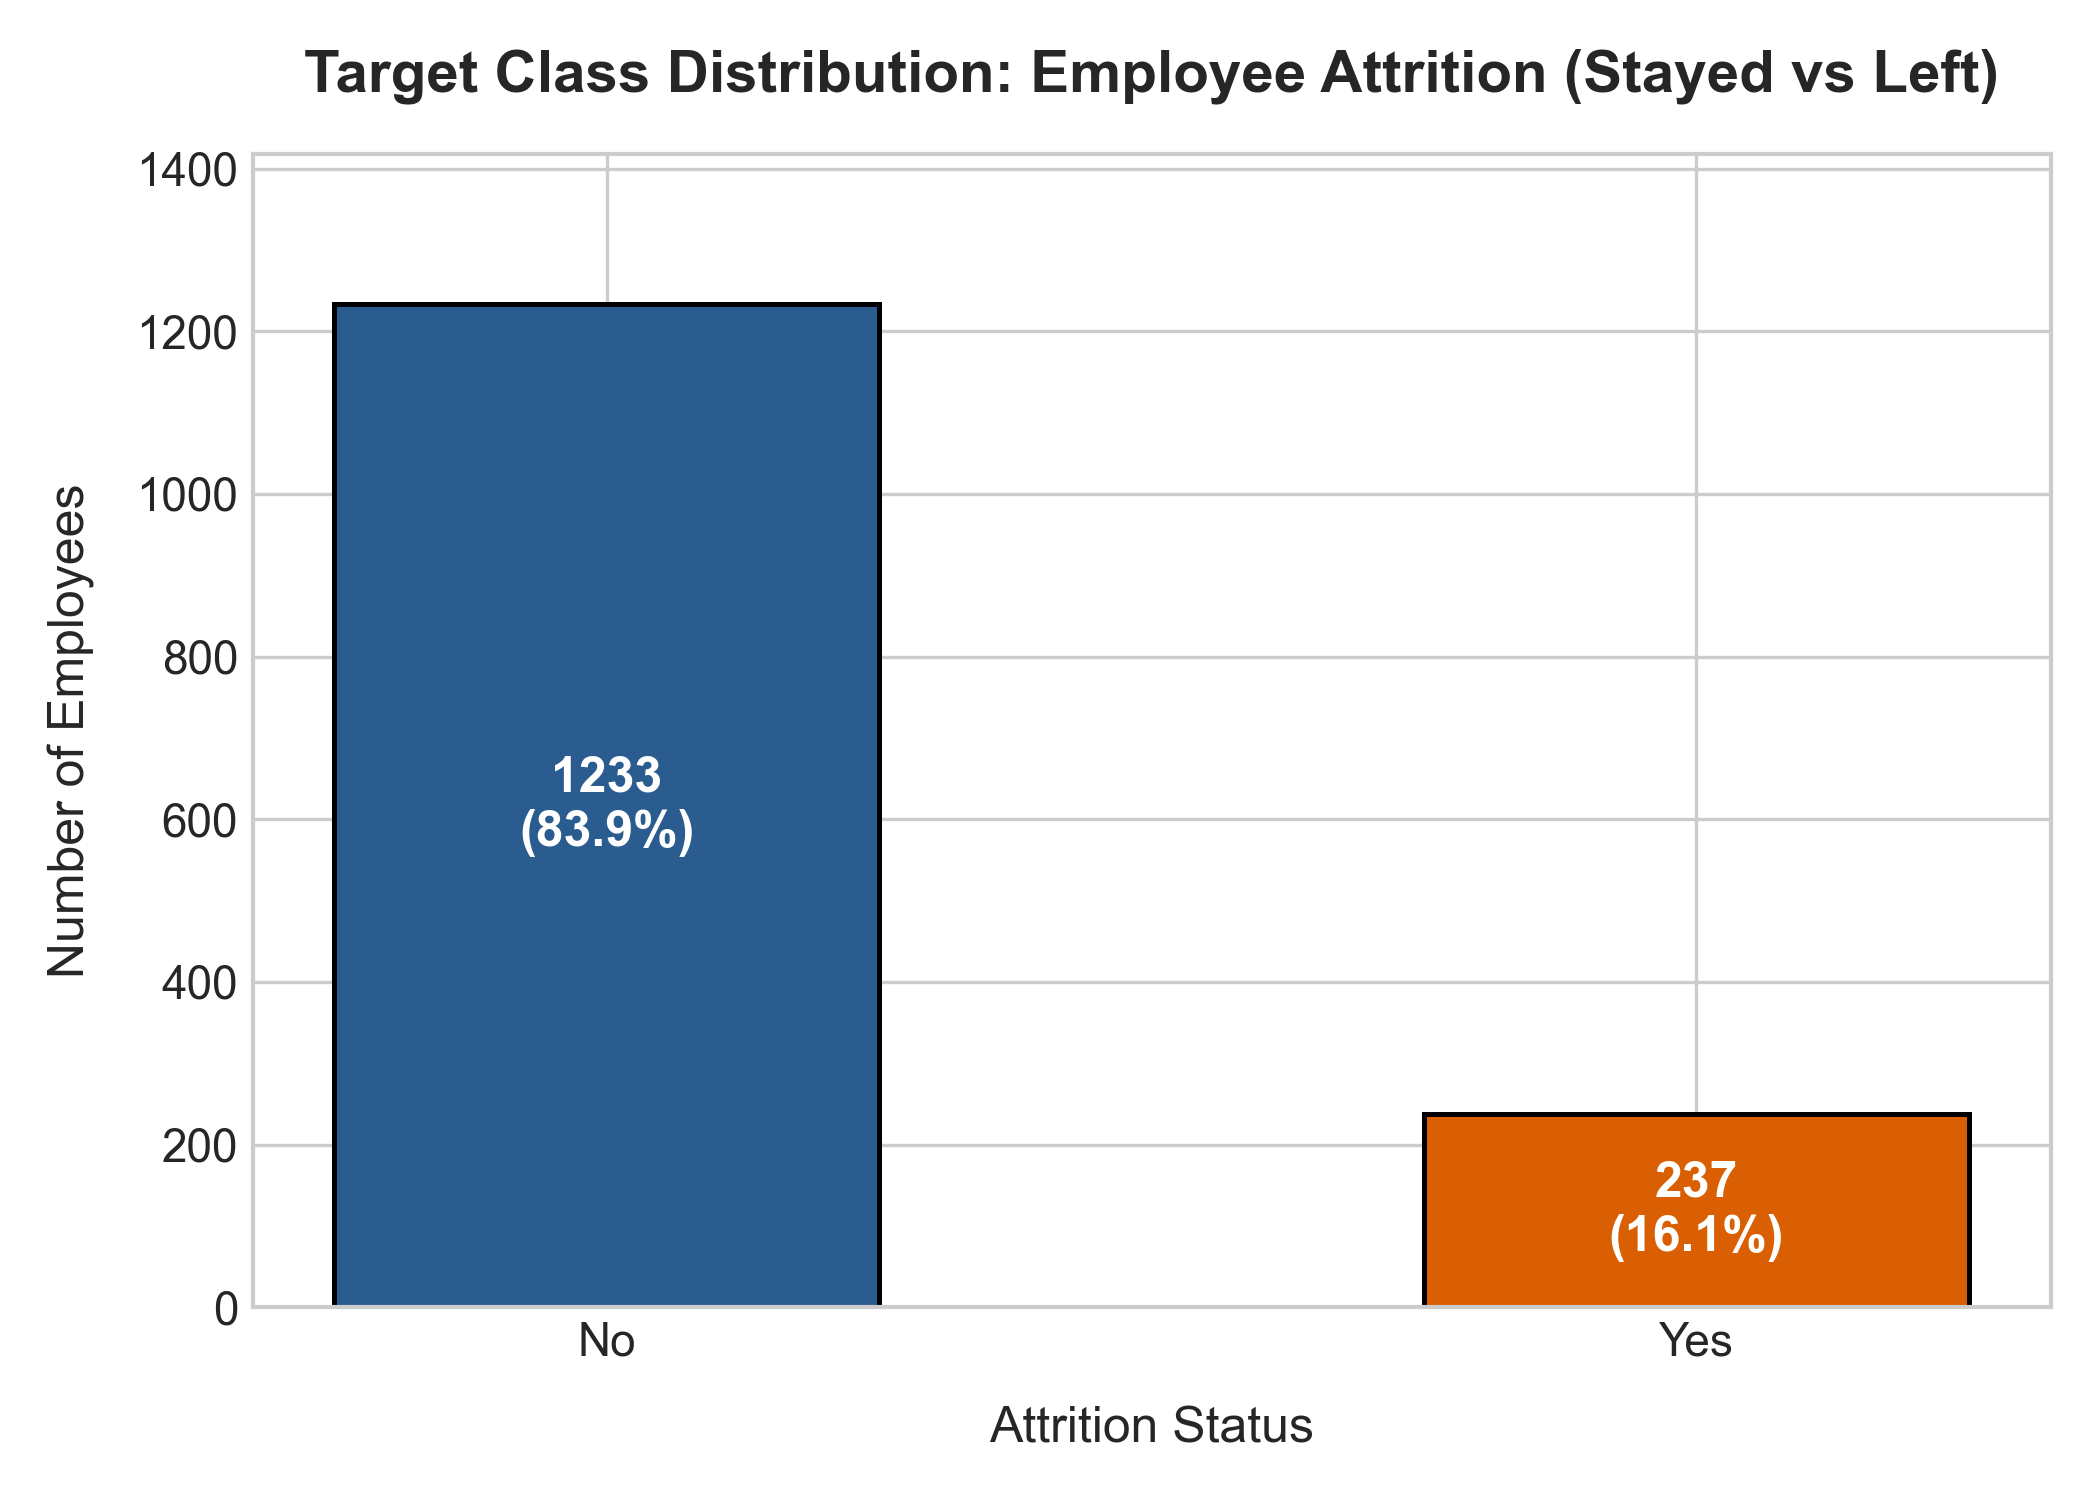 Target Class Distribution: Employee Attrition (Stayed vs Left)
1400
1200
1000
800
600
400
200
0
Number of Employees
1233
(83.9%)
237
(16.1%)
No
Yes
Attrition Status